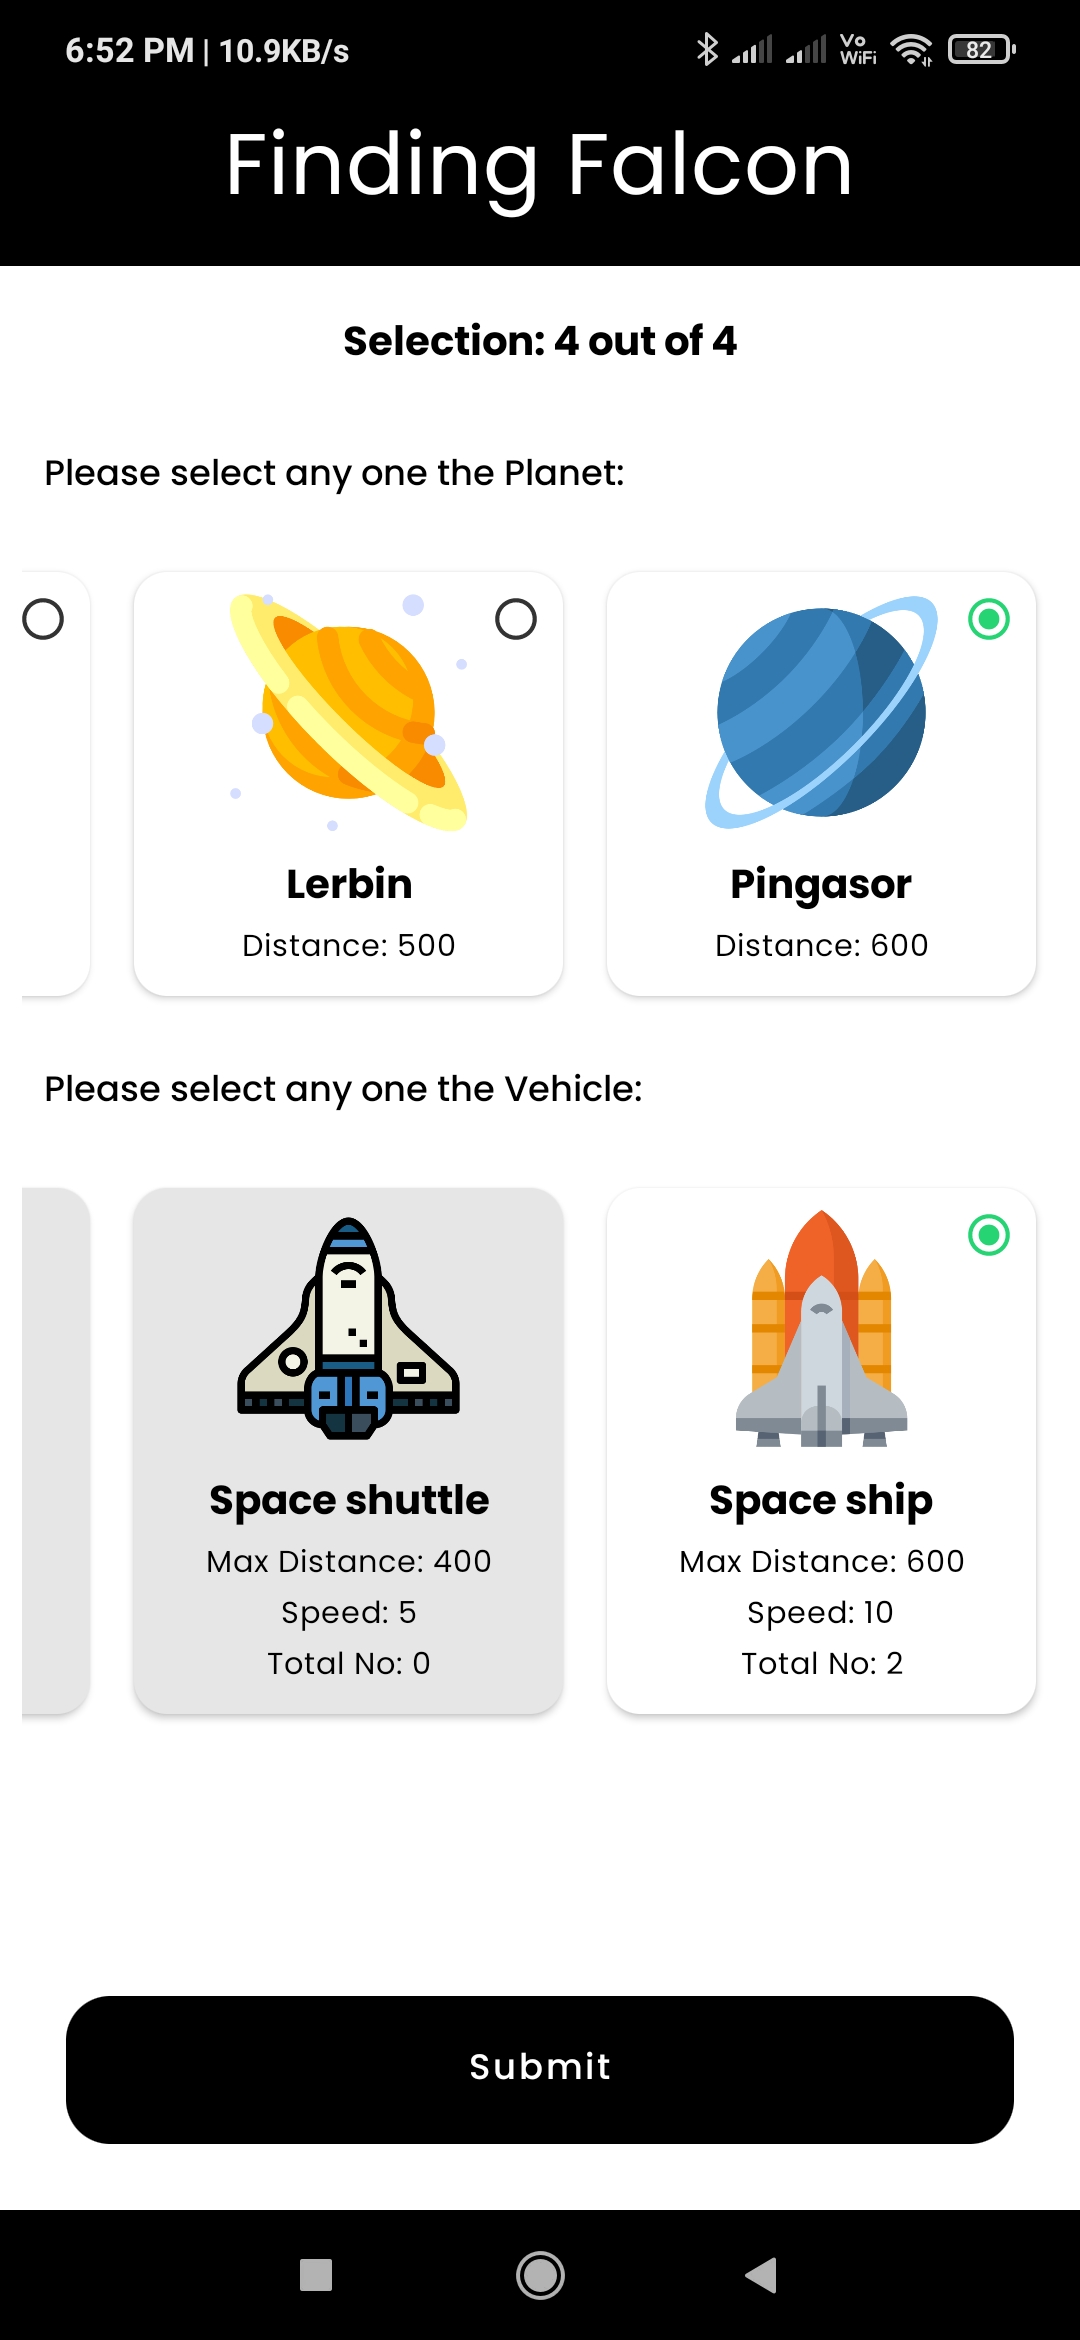 6:52 PM | 10.9KB/s Vo WiFi 82
Finding Falcon
Selection: 4 out of 4
Please select any one the Planet:
Lerbin
Distance: 500
Pingasor
Distance: 600
Please select any one the Vehicle:
Space shuttle
Max Distance: 400
Speed: 5
Total No: 0
Space ship
Max Distance: 600
Speed: 10
Total No: 2
Submit